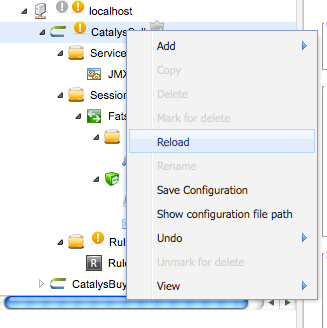 localhost
CatalysSell
Add
Service
Copy
JMX
Delete
Session
Mark for delete
Fats
Reload
Rename
Save Configuration
Show configuration file path
Undo
Rul
Unmark for delete
Rule
R
View
CatalysBuy